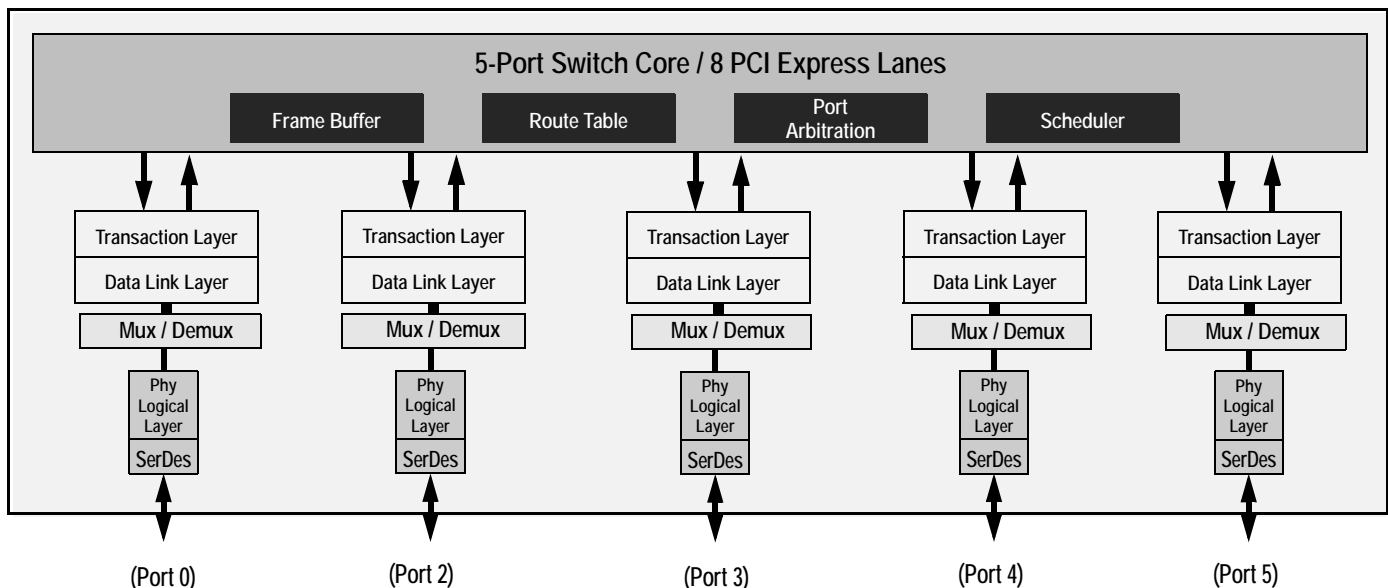 5-Port Switch Core / 8 PCI Express Lanes
Frame Buffer
Route Table
Port
Arbitration
Scheduler
Transaction Layer
Transaction Layer
Transaction Layer
Transaction Layer
Transaction Layer
Data Link Layer
Data Link Layer
Data Link Layer
Data Link Layer
Data Link Layer
Mux / Demux
Mux / Demux
Mux / Demux
Mux / Demux
Mux / Demux
Phy
Logical
Layer
Phy
Logical
Layer
Phy
Logical
Layer
Phy
Logical
Layer
Phy
Logical
Layer
SerDes
SerDes
SerDes
SerDes
SerDes
(Port 0)
(Port 2)
(Port 3)
(Port 4)
(Port 5)